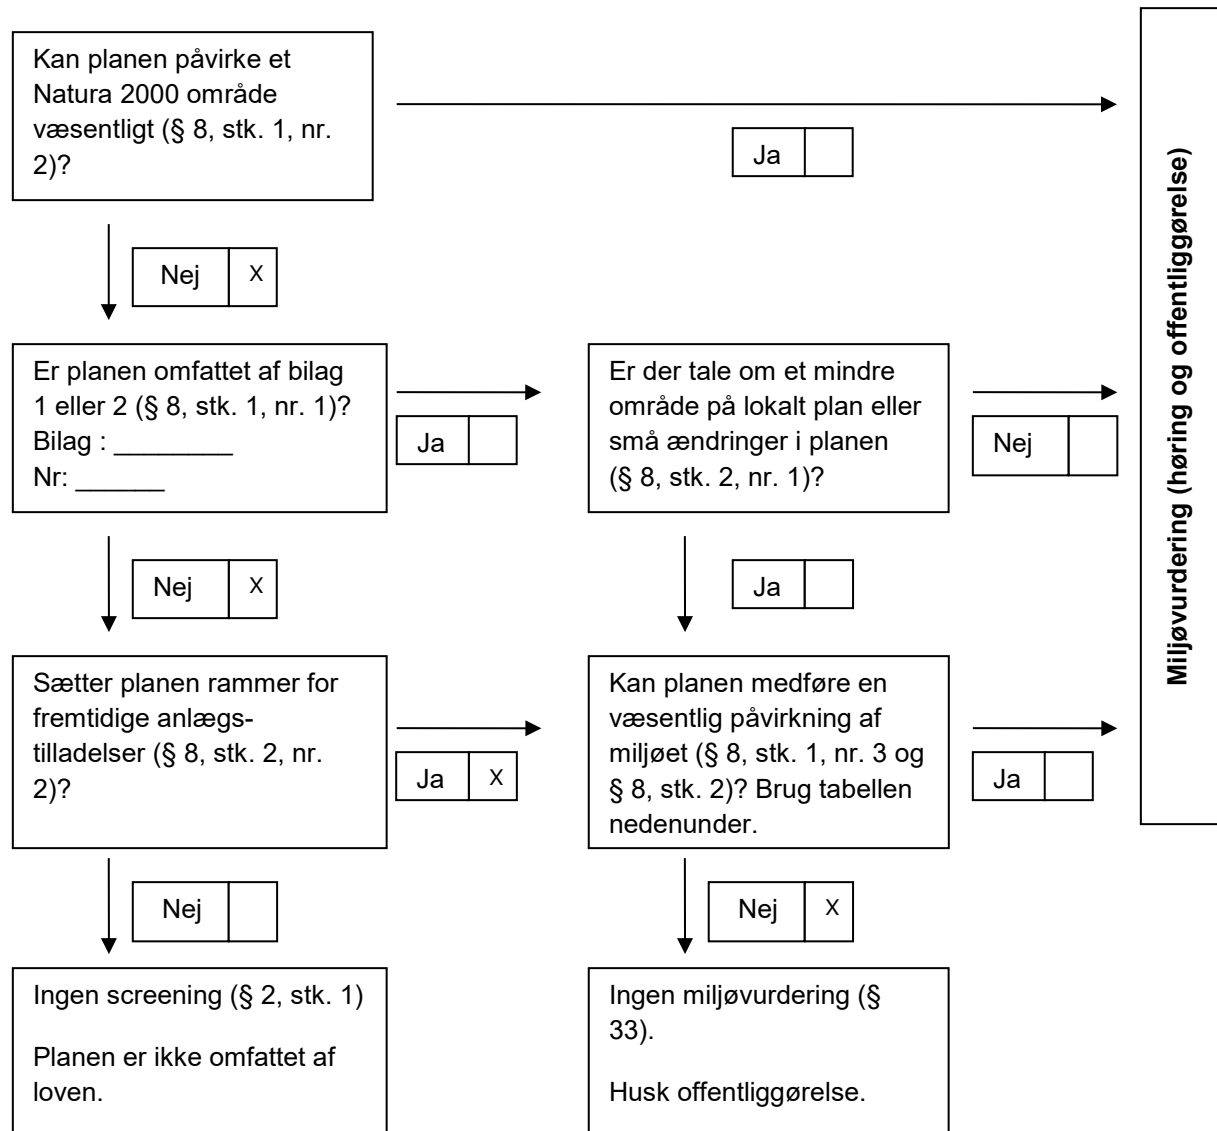 Kan planen påvirke et
Natura 2000 område
væsentligt (§ 8, stk. 1, nr.
2)?
Ja
Nej X
Er planen omfattet af bilag
1 eller 2 (§ 8, stk. 1, nr. 1)?
Bilag : ________
Nr: ______
Ja
Er der tale om et mindre
område på lokalt plan eller
små ændringer i planen
(§ 8, stk. 2, nr. 1)?
Nej
Nej X
Ja
Sætter planen rammer for
fremtidige anlægs-
tilladelser (§ 8, stk. 2, nr.
2)?
Ja X
Kan planen medføre en
væsentlig påvirkning af
miljøet (§ 8, stk. 1, nr. 3 og
§ 8, stk. 2)? Brug tabellen
nedenunder.
Ja
Nej
Nej X
Ingen screening (§ 2, stk. 1)
Planen er ikke omfattet af
loven.
Ingen miljøvurdering (§
33).
Husk offentliggørelse.
Miljøvurdering (høring og offentliggørelse)